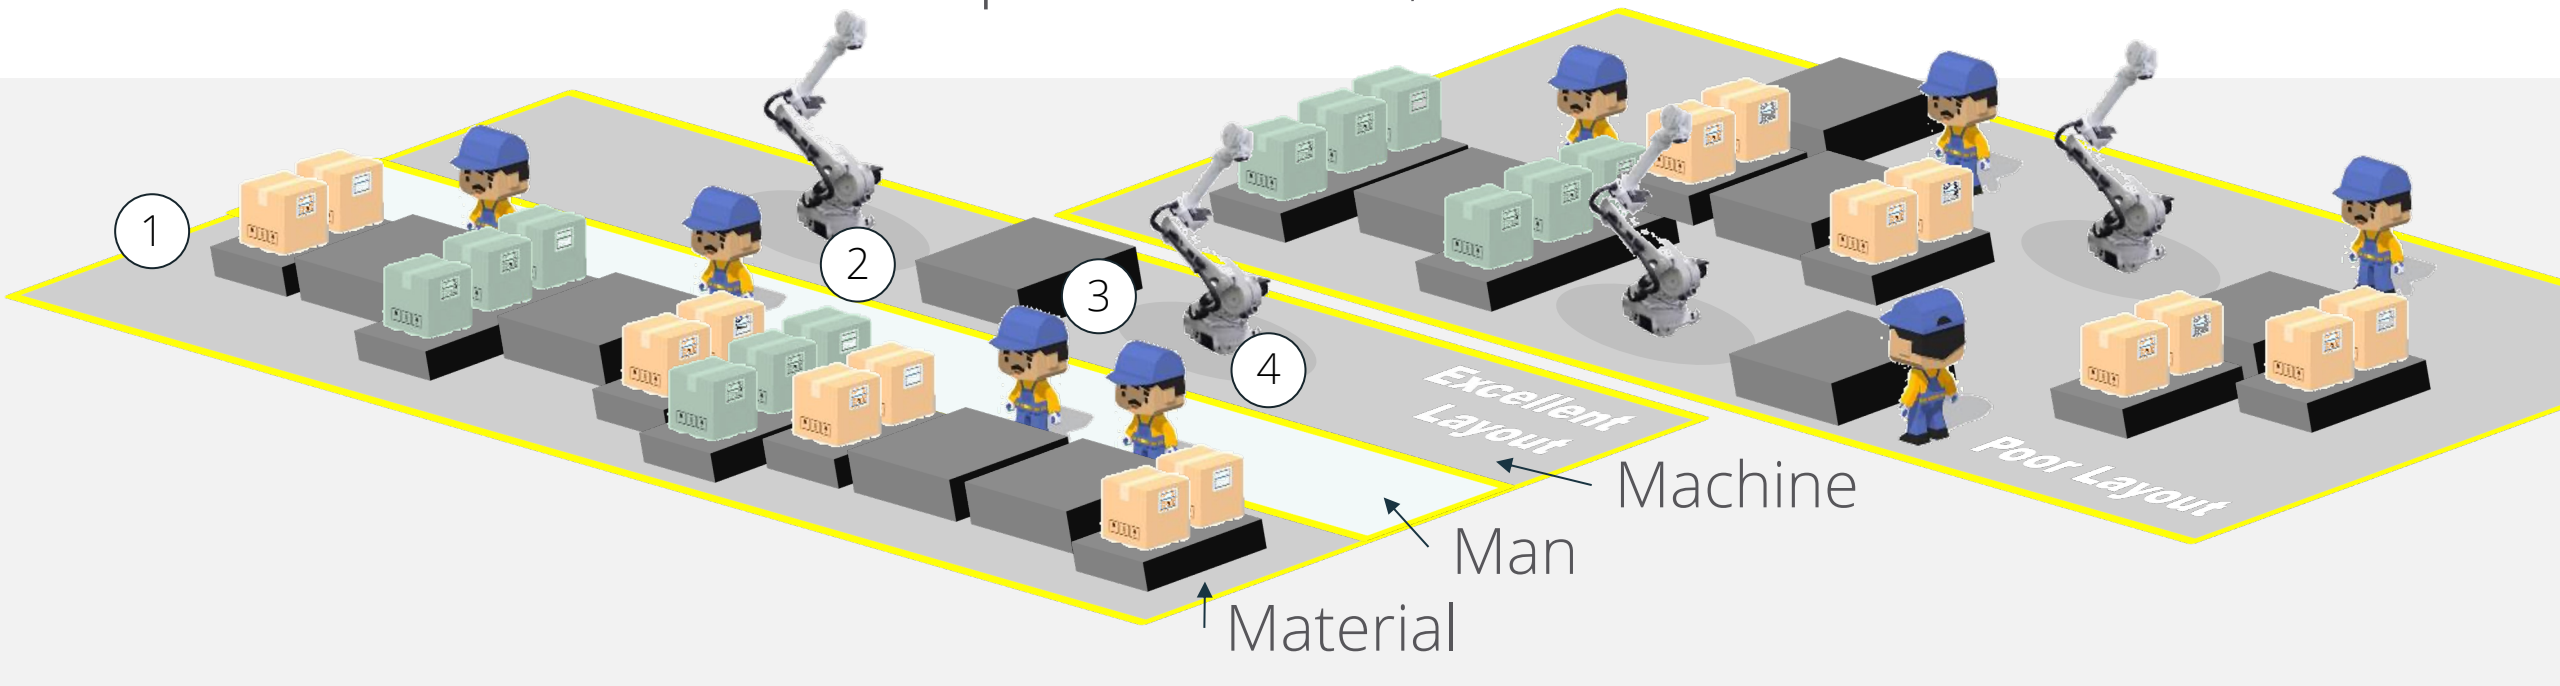 1
2
3
4
Excellent
Layout
Poor Layout
Machine
Man
Material